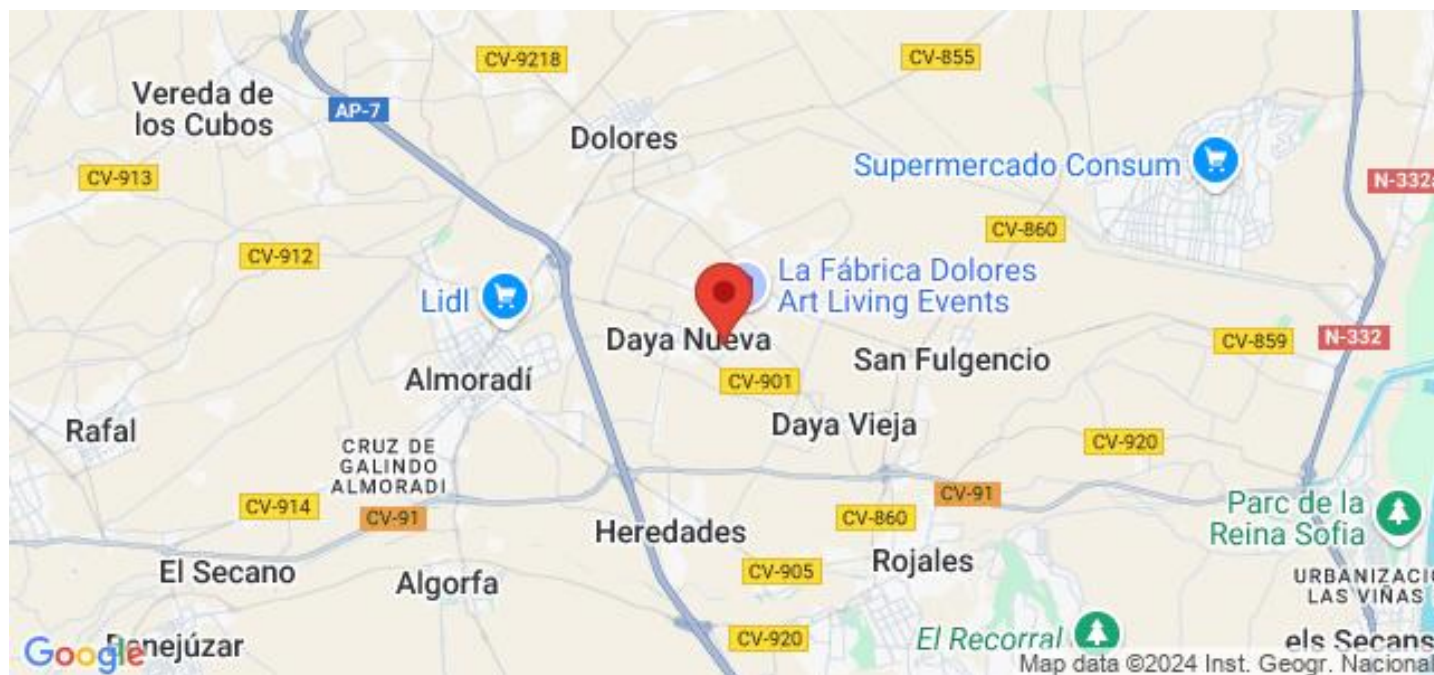 CV-9218
CV-855
Vereda de
los Cubos
AP-7
Dolores
Supermercado Consum
CV-913
N-332a
CV-860
CV-912
La Fábrica Dolores
Art Living Events
Lidl
Daya Nueva
San Fulgencio
CV-859
N-332
Almoradí
CV-901
Rafal
Daya Vieja
CV-920
CRUZ DE
GALINDO
ALMORADI
CV-91
CV-914
CV-91
CV-860
Parc de la
Reina Sofia
Heredades
Rojales
El Secano
Algorfa
CV-905
URBANIZACIO
LAS VIÑAS
CV-920
El Recorral
els Secans
Google
Benejúzar
Map data ©2024 Inst. Geogr. Nacional